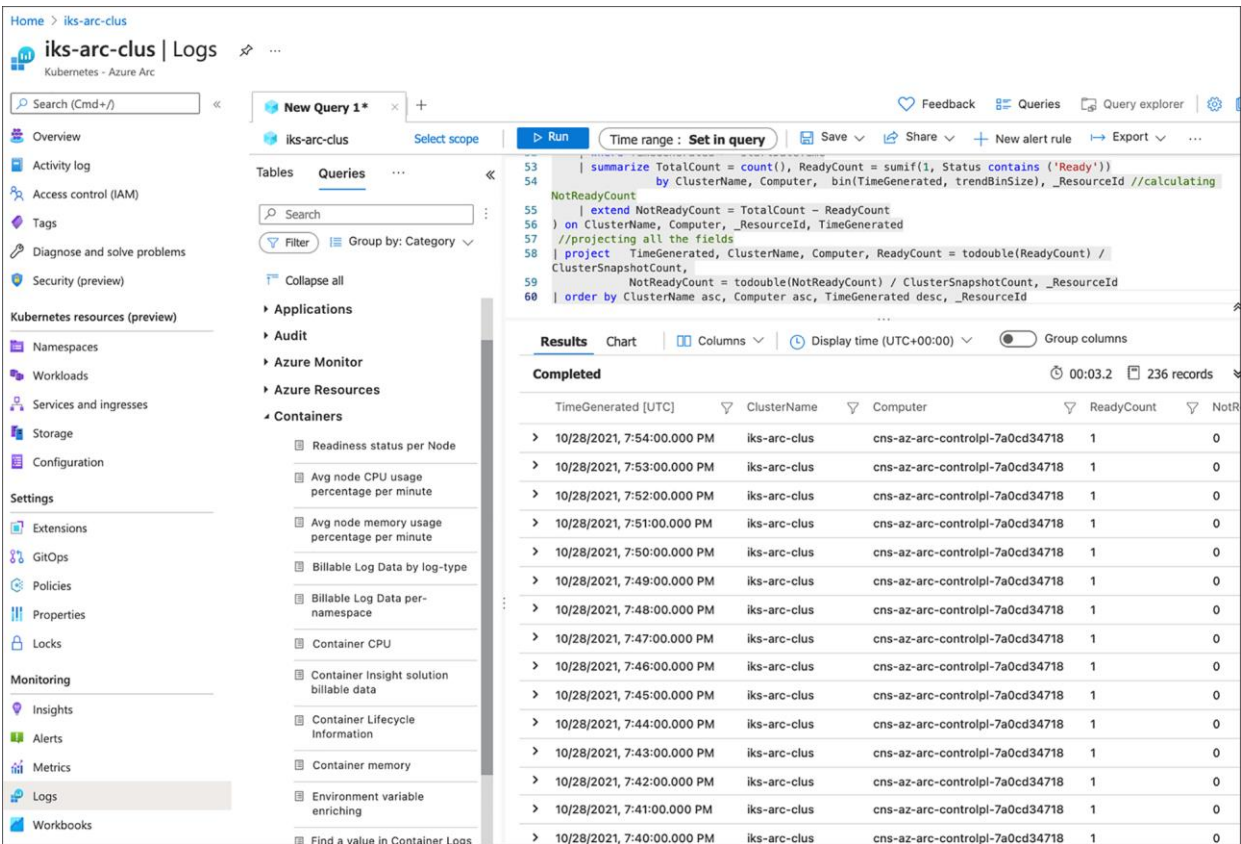 Home > iks-arc-clus
iks-arc-clus | Logs ...
Kubernetes - Azure Arc
Search (Cmd+/) «
Overview
Activity log
Access control (IAM)
Tags
Diagnose and solve problems
Security (preview)
Kubernetes resources (preview)
Namespaces
Workloads
Services and ingresses
Storage
Configuration
Settings
Extensions
GitOps
Policies
Properties
Locks
Monitoring
Insights
Alerts
Metrics
Logs
Workbooks
New Query 1* × +
Feedback Queries Query explorer
iks-arc-clus Select scope
Run Time range : Set in query Save Share New alert rule Export ...
Tables Queries ... «
Search
Filter Group by: Category
Collapse all
Applications
Audit
Azure Monitor
Azure Resources
Containers
Readiness status per Node
Avg node CPU usage
percentage per minute
Avg node memory usage
percentage per minute
Billable Log Data by log-type
Billable Log Data per-
namespace
Container CPU
Container Insight solution
billable data
Container Lifecycle
Information
Container memory
Environment variable
enriching
Find a value in Container Logs
53 | summarize TotalCount = count(), ReadyCount = sumif(1, Status contains ('Ready'))
54 by ClusterName, Computer, bin(TimeGenerated, trendBinSize), _ResourceId //calculating
NotReadyCount
55 | extend NotReadyCount = TotalCount - ReadyCount
56 ) on ClusterName, Computer, _ResourceId, TimeGenerated
57 //projecting all the fields
58 | project TimeGenerated, ClusterName, Computer, ReadyCount = todouble(ReadyCount) /
ClusterSnapshotCount,
59 NotReadyCount = todouble(NotReadyCount) / ClusterSnapshotCount, _ResourceId
60 | order by ClusterName asc, Computer asc, TimeGenerated desc, _ResourceId
Results Chart Columns Display time (UTC+00:00) Group columns
Completed 00:03.2 236 records
TimeGenerated [UTC] ClusterName Computer ReadyCount NotR
10/28/2021, 7:54:00.000 PM iks-arc-clus cns-az-arc-controlpl-7a0cd34718 1 0
10/28/2021, 7:53:00.000 PM iks-arc-clus cns-az-arc-controlpl-7a0cd34718 1 0
10/28/2021, 7:52:00.000 PM iks-arc-clus cns-az-arc-controlpl-7a0cd34718 1 0
10/28/2021, 7:51:00.000 PM iks-arc-clus cns-az-arc-controlpl-7a0cd34718 1 0
10/28/2021, 7:50:00.000 PM iks-arc-clus cns-az-arc-controlpl-7a0cd34718 1 0
10/28/2021, 7:49:00.000 PM iks-arc-clus cns-az-arc-controlpl-7a0cd34718 1 0
10/28/2021, 7:48:00.000 PM iks-arc-clus cns-az-arc-controlpl-7a0cd34718 1 0
10/28/2021, 7:47:00.000 PM iks-arc-clus cns-az-arc-controlpl-7a0cd34718 1 0
10/28/2021, 7:46:00.000 PM iks-arc-clus cns-az-arc-controlpl-7a0cd34718 1 0
10/28/2021, 7:45:00.000 PM iks-arc-clus cns-az-arc-controlpl-7a0cd34718 1 0
10/28/2021, 7:44:00.000 PM iks-arc-clus cns-az-arc-controlpl-7a0cd34718 1 0
10/28/2021, 7:43:00.000 PM iks-arc-clus cns-az-arc-controlpl-7a0cd34718 1 0
10/28/2021, 7:42:00.000 PM iks-arc-clus cns-az-arc-controlpl-7a0cd34718 1 0
10/28/2021, 7:41:00.000 PM iks-arc-clus cns-az-arc-controlpl-7a0cd34718 1 0
10/28/2021, 7:40:00.000 PM iks-arc-clus cns-az-arc-controlpl-7a0cd34718 1 0